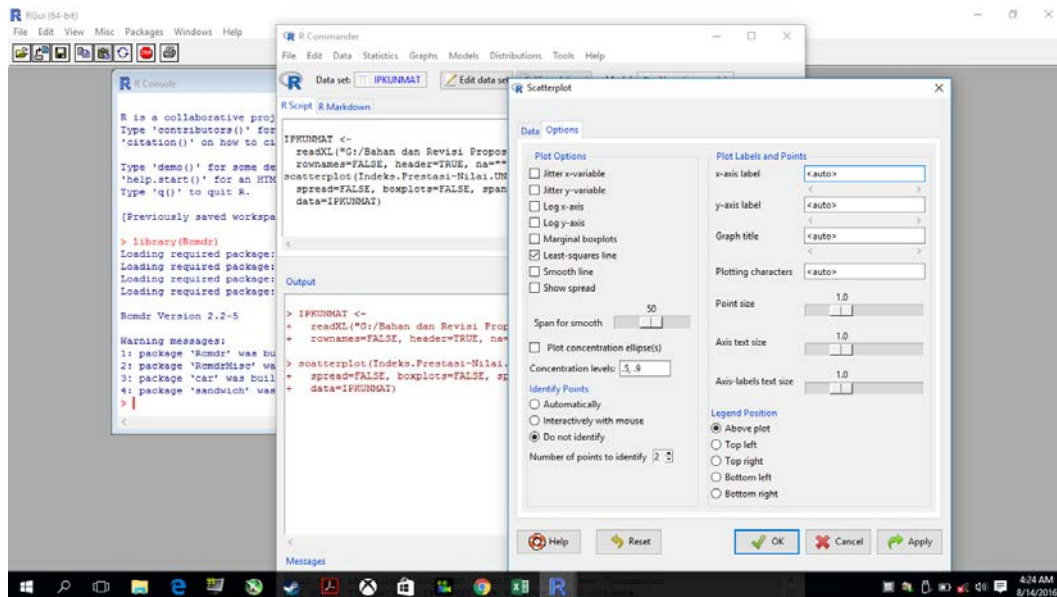 RGui (64-bit)
File Edit View Misc Packages Windows Help
R Console
R is a collaborative proj
Type 'contributors()' for
'citation()' on how to ci
Type 'demo()' for some de
'help.start()' for an HTM
Type 'q()' to quit R.
[Previously saved workspa
> library(Rcmdr)
Loading required package:
Loading required package:
Loading required package:
Loading required package:
Rcmdr Version 2.2-5
Warning messages:
1: package 'Rcmdr' was bu
2: package 'RcmdrMisc' wa
3: package 'car' was buil
4: package 'sandwich' was
>
R Commander
File Edit Data Statistics Graphs Models Distributions Tools Help
Data set: IPKUNMAT Edit data set
R Script R Markdown
IPKUNMAT <-
readXL("G:/Bahan dan Revisi Propos
rownames=FALSE, header=TRUE, na=""
scatterplot(Indeks.Prestasi~Nilai.UN
spread=FALSE, boxplots=FALSE, span
data=IPKUNMAT)
Output
> IPKUNMAT <-
+ readXL("G:/Bahan dan Revisi Prop
+ rownames=FALSE, header=TRUE, na=
> scatterplot(Indeks.Prestasi~Nilai.
+ spread=FALSE, boxplots=FALSE, sp
+ data=IPKUNMAT)
Messages
Scatterplot
Data Options
Plot Options
Jitter x-variable
Jitter y-variable
Log x-axis
Log y-axis
Marginal boxplots
Least-squares line
Smooth line
Show spread
50
Span for smooth
Plot concentration ellipse(s)
Concentration levels: .5, .9
Identify Points
Automatically
Interactively with mouse
Do not identify
Number of points to identify 2
Plot Labels and Points
x-axis label <auto>
y-axis label <auto>
Graph title <auto>
Plotting characters <auto>
Point size 1.0
Axis text size 1.0
Axis-labels text size 1.0
Legend Position
Above plot
Top left
Top right
Bottom left
Bottom right
Help Reset OK Cancel Apply
4:24 AM
8/14/2016